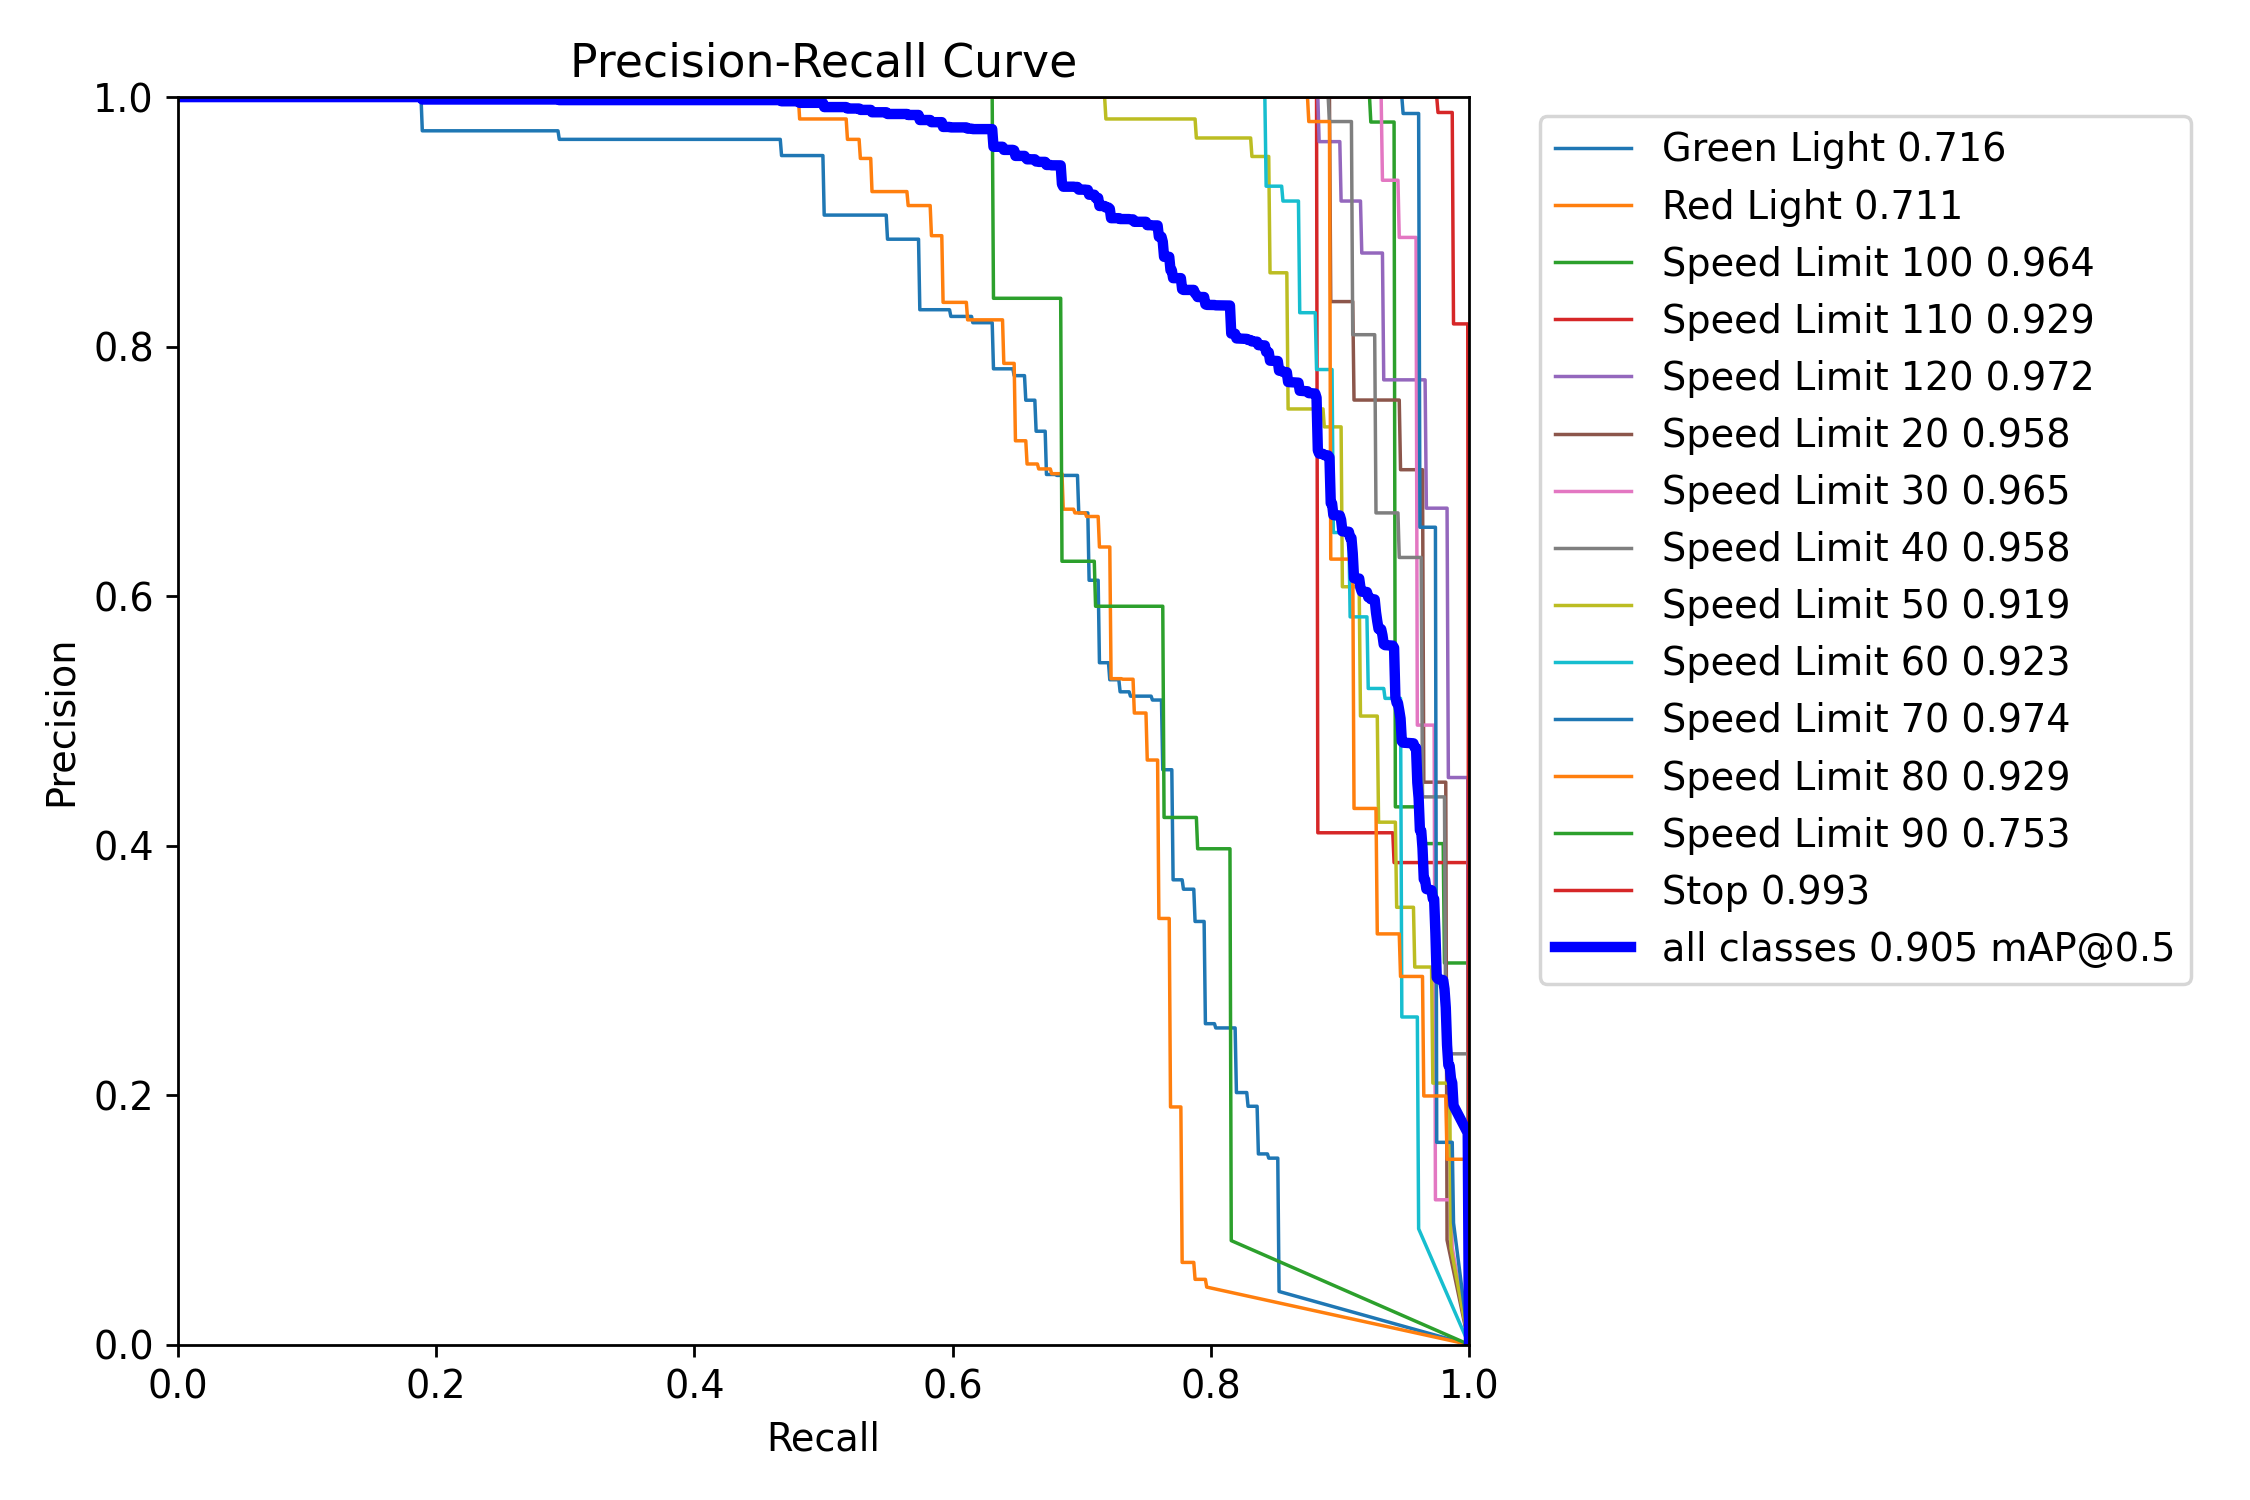 Precision-Recall Curve
1.0
0.8
0.6
0.4
0.2
0.0
Precision
0.0 0.2 0.4 0.6 0.8 1.0
Recall
Green Light 0.716
Red Light 0.711
Speed Limit 100 0.964
Speed Limit 110 0.929
Speed Limit 120 0.972
Speed Limit 20 0.958
Speed Limit 30 0.965
Speed Limit 40 0.958
Speed Limit 50 0.919
Speed Limit 60 0.923
Speed Limit 70 0.974
Speed Limit 80 0.929
Speed Limit 90 0.753
Stop 0.993
all classes 0.905 mAP@0.5